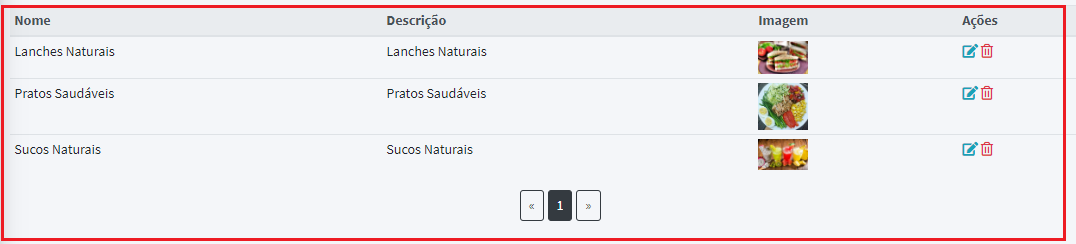 Nome Descrição Imagem Ações
Lanches Naturais Lanches Naturais
Pratos Saudáveis Pratos Saudáveis
Sucos Naturais Sucos Naturais
« 1 »